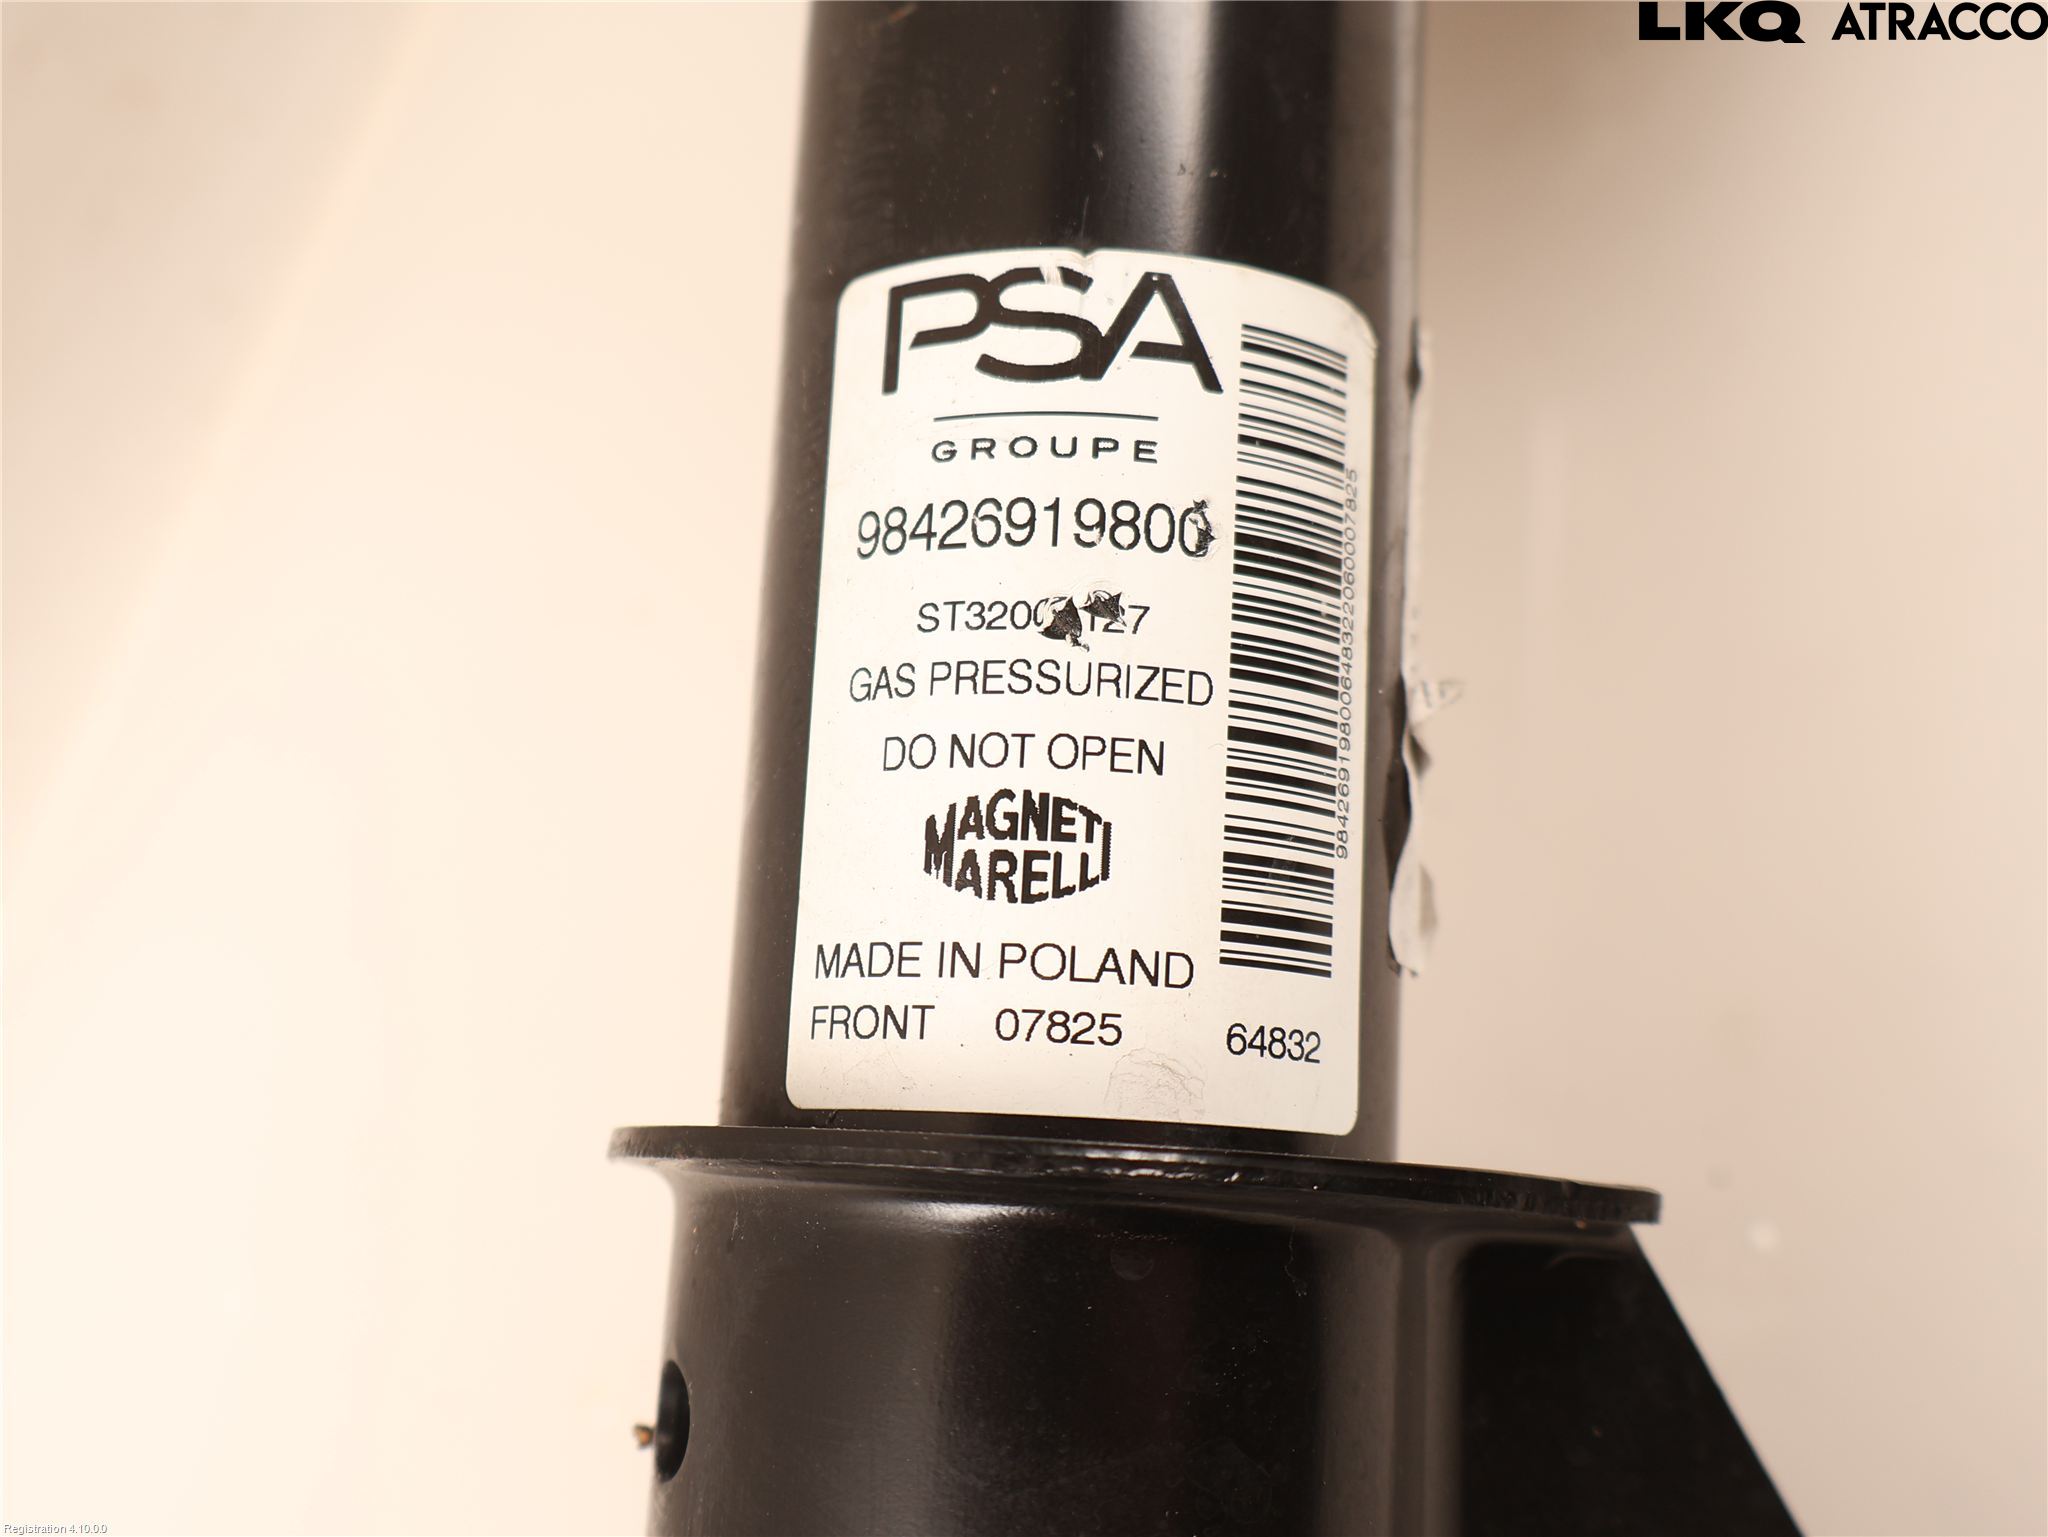 LKQ ATRACCO
PSA
GROUPE
98426919800
GAS PRESSURIZED
DO NOT OPEN
MAGNETI
MARELLI
MADE IN POLAND
FRONT 07825 64832
98426919800648322060007825
Registration 4.10.0.0